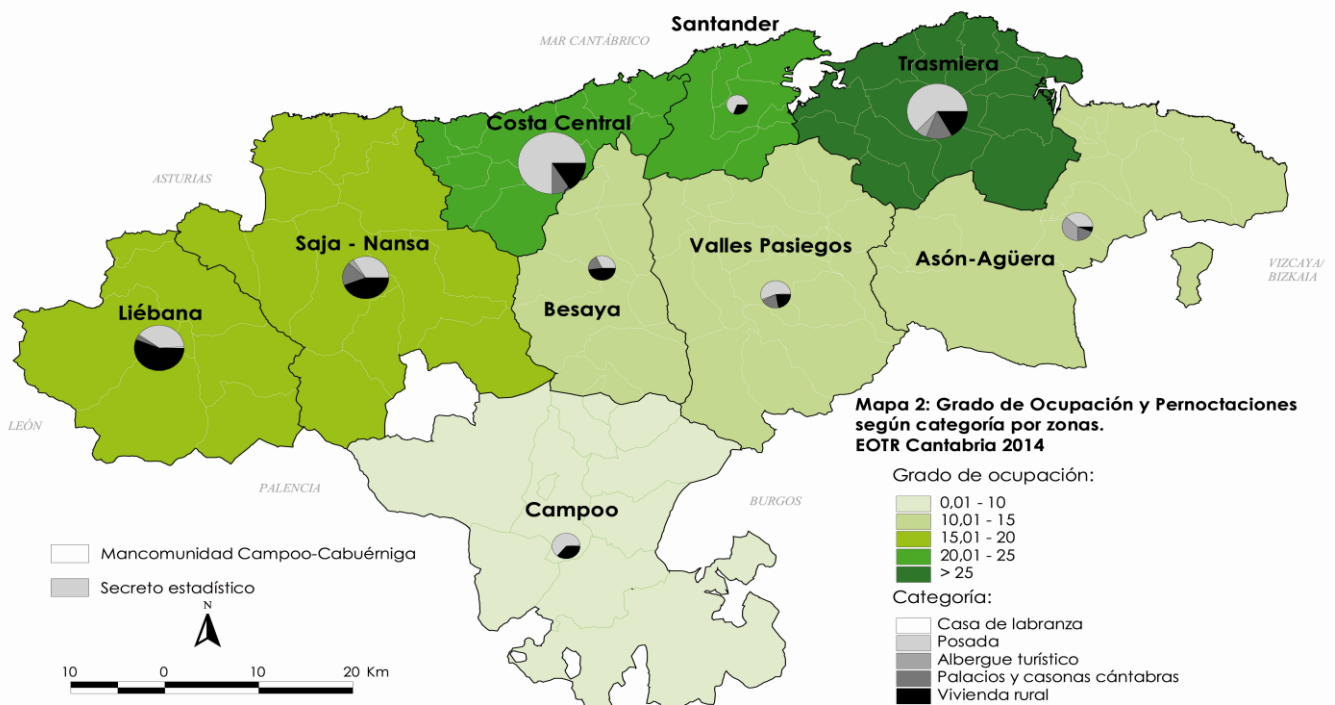 Santander
MAR CANTÁBRICO
Trasmiera
Costa Central
ASTURIAS
Saja - Nansa
Valles Pasiegos
Asón-Agüera
VIZCAYA/
BIZKAIA
Liébana
Besaya
LEÓN
PALENCIA
BURGOS
Campoo
Mapa 2: Grado de Ocupación y Pernoctaciones
según categoría por zonas.
EOTR Cantabria 2014
Grado de ocupación:
0,01 - 10
10,01 - 15
15,01 - 20
20,01 - 25
> 25
Categoría:
Casa de labranza
Posada
Albergue turístico
Palacios y casonas cántabras
Vivienda rural
Mancomunidad Campoo-Cabuérniga
Secreto estadístico
N
10 0 10 20 Km